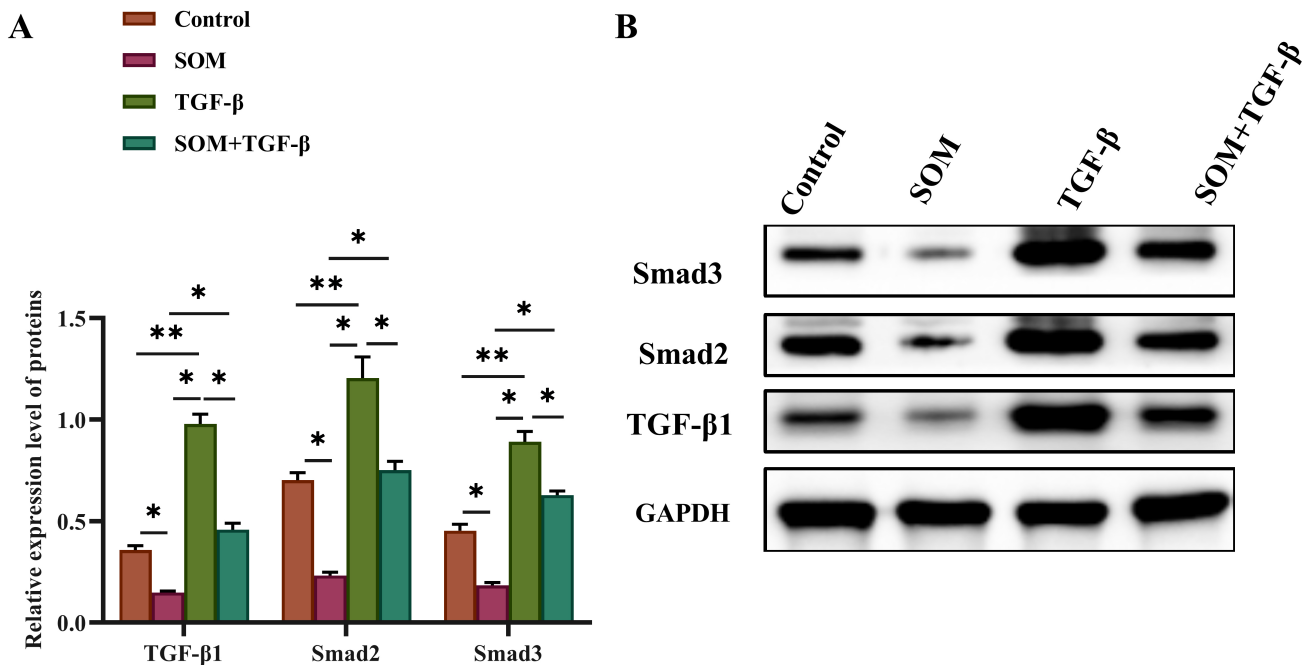 A
Control
SOM
TGF-β
SOM+TGF-β
Relative expression level of proteins
1.5
1.0
0.5
0.0
*
**
*
*
*
*
**
*
*
*
*
**
*
*
*
TGF-β1
Smad2
Smad3
B
Control
SOM
TGF-β
SOM+TGF-β
Smad3
Smad2
TGF-β1
GAPDH